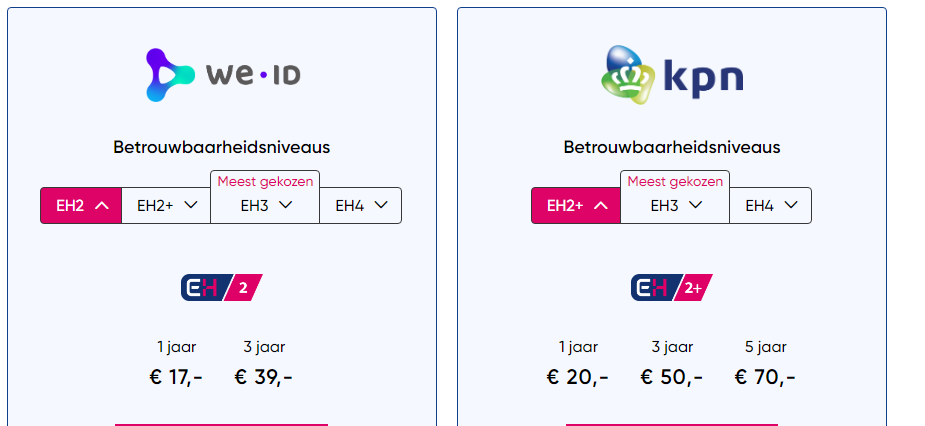 we·ID
Betrouwbaarheidsniveaus
Meest gekozen
EH2 EH2+ EH3 EH4
EH 2
1 jaar 3 jaar
€ 17,- € 39,-
kpn
Betrouwbaarheidsniveaus
Meest gekozen
EH2+ EH3 EH4
EH 2+
1 jaar 3 jaar 5 jaar
€ 20,- € 50,- € 70,-